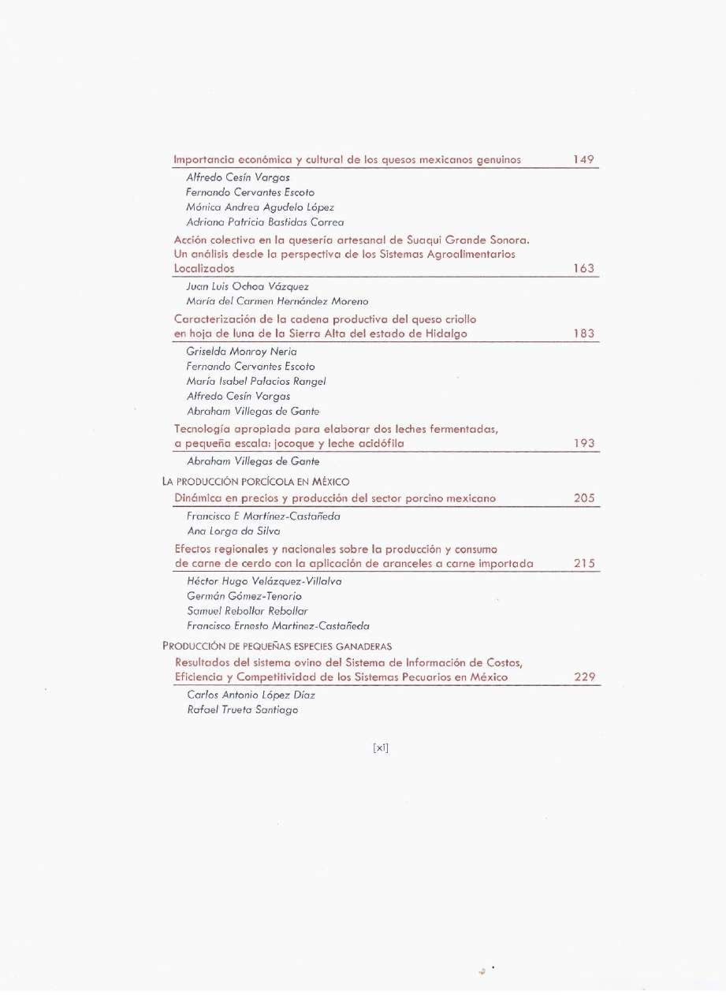 Importancia económica y cultural de los quesos mexicanos genuinos 149
Alfredo Cesín Vargas
Fernando Cervantes Escoto
Mónica Andrea Agudelo López
Adriana Patricia Bastidas Correa
Acción colectiva en la quesería artesanal de Suaqui Grande Sonora.
Un análisis desde la perspectiva de los Sistemas Agroalimentarios
Localizados 163
Juan Luis Ochoa Vázquez
María del Carmen Hernández Moreno
Caracterización de la cadena productiva del queso criollo
en hoja de luna de la Sierra Alta del estado de Hidalgo 183
Griselda Monroy Neria
Fernando Cervantes Escoto
María Isabel Palacios Rangel
Alfredo Cesín Vargas
Abraham Villegas de Gante
Tecnología apropiada para elaborar dos leches fermentadas,
a pequeña escala: jocoque y leche acidófila 193
Abraham Villegas de Gante
LA PRODUCCIÓN PORCÍCOLA EN MÉXICO
Dinámica en precios y producción del sector porcino mexicano 205
Francisco E Martínez-Castañeda
Ana Lorga da Silva
Efectos regionales y nacionales sobre la producción y consumo
de carne de cerdo con la aplicación de aranceles a carne importada 215
Héctor Hugo Velázquez-Villalva
Germán Gómez-Tenorio
Samuel Rebollar Rebollar
Francisco Ernesto Martinez-Castañeda
PRODUCCIÓN DE PEQUEÑAS ESPECIES GANADERAS
Resultados del sistema ovino del Sistema de Información de Costos,
Eficiencia y Competitividad de los Sistemas Pecuarios en México 229
Carlos Antonio López Díaz
Rafael Trueta Santiago
[xi]